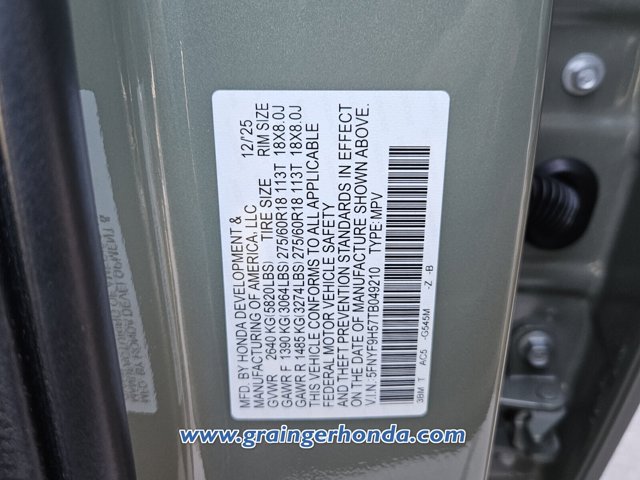 MFD. BY HONDA DEVELOPMENT &
MANUFACTURING OF AMERICA, LLC 12/'25
GVWR 2640 KG(5820LBS) TIRE SIZE RIM SIZE
GAWR F 1390 KG(3064LBS)275/60R18 113T 18X8.0J
GAWR R 1485 KG(3274LBS)275/60R18 113T 18X8.0J
THIS VEHICLE CONFORMS TO ALL APPLICABLE
FEDERAL MOTOR VEHICLE SAFETY
AND THEFT PREVENTION STANDARDS IN EFFECT
ON THE DATE OF MANUFACTURE SHOWN ABOVE.
V.I.N.: 5FNYF9H57TB049210 TYPE: MPV
3BM T AC5 -G545M -Z -B
www.graingerhonda.com